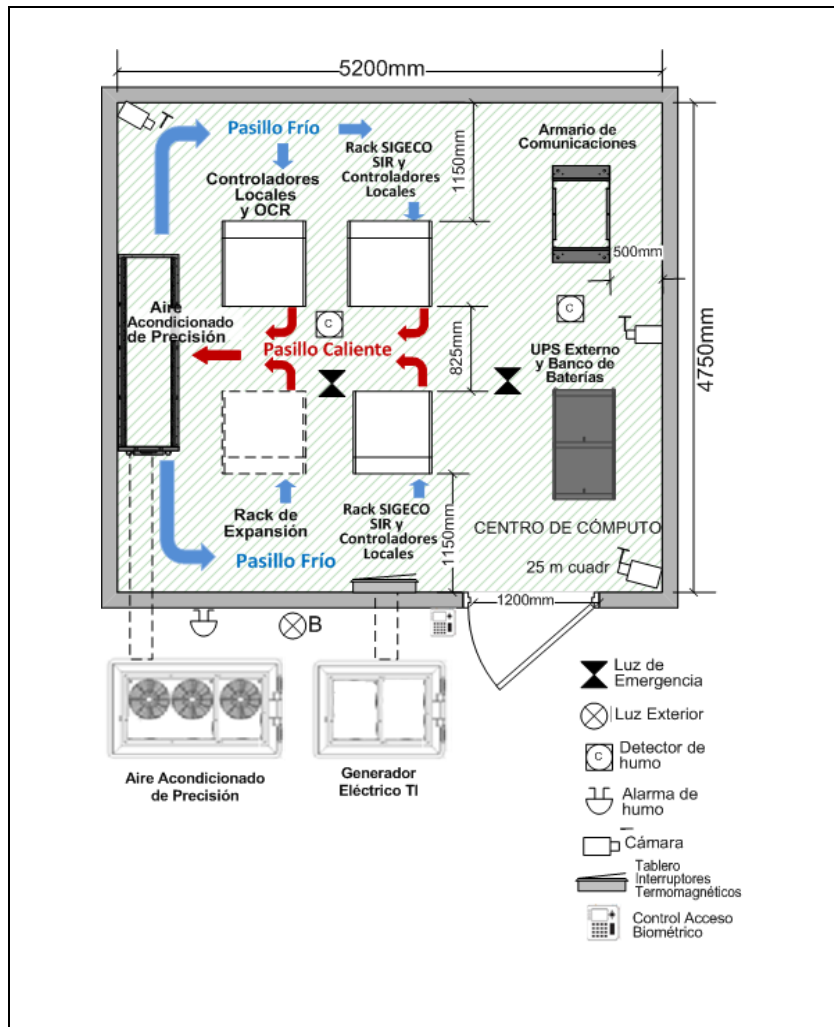 5200mm
Pasillo Frío
Rack SIGECO
SIR y
Controladores
Locales
Controladores
Locales
y OCR
1150mm
Armario de
Comunicaciones
500mm
Aire
Acondicionado
de Precisión
C
Pasillo Caliente
825mm
C
UPS Externo
y Banco de
Baterías
4750mm
Rack de
Expansión
Pasillo Frío
Rack SIGECO
SIR y
Controladores
Locales
1150mm
CENTRO DE CÓMPUTO
25 m cuadr
1200mm
B
Aire Acondicionado
de Precisión
Generador
Eléctrico TI
Luz de
Emergencia
Luz Exterior
C
Detector de
humo
Alarma de
humo
Cámara
Tablero
Interruptores
Termomagnéticos
Control Acceso
Biométrico